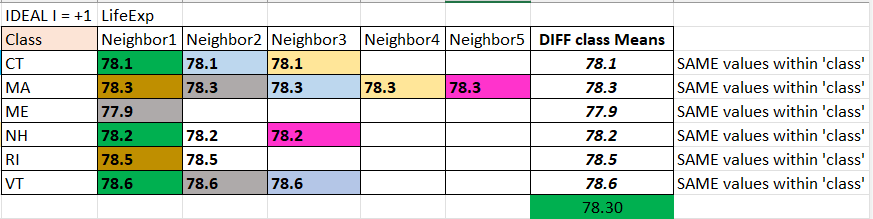 IDEAL I = +1 LifeExp
Class Neighbor1 Neighbor2 Neighbor3 Neighbor4 Neighbor5 DIFF class Means
CT 78.1 78.1 78.1 78.1 SAME values within 'class'
MA 78.3 78.3 78.3 78.3 78.3 78.3 SAME values within 'class'
ME 77.9 77.9 SAME values within 'class'
NH 78.2 78.2 78.2 78.2 SAME values within 'class'
RI 78.5 78.5 78.5 SAME values within 'class'
VT 78.6 78.6 78.6 78.6 SAME values within 'class'
78.30